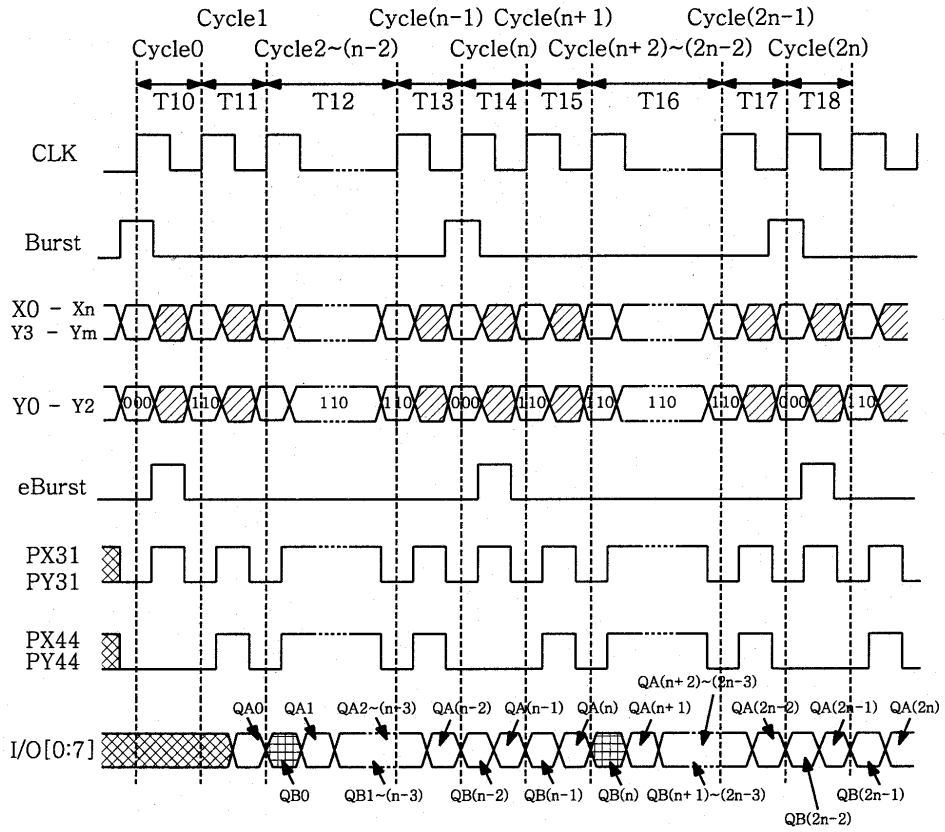 Cycle1 Cycle(n-1) Cycle(n+1) Cycle(2n-1)
Cycle0 Cycle2~(n-2) Cycle(n) Cycle(n+2)~(2n-2) Cycle(2n)
T10 T11 T12 T13 T14 T15 T16 T17 T18
CLK
Burst
X0 - Xn
Y3 - Ym
Y0 - Y2 000 110 110 110 000 110 110 110 110 000 110
eBurst
PX31
PY31
PX44
PY44
QA(n+2)~(2n-3)
QA0 QA1 QA2~(n-3) QA(n-2) QA(n-1) QA(n) QA(n+1) QA(2n-2) QA(2n-1) QA(2n)
I/O[0:7]
QB0 QB1~(n-3) QB(n-2) QB(n-1) QB(n) QB(n+1)~(2n-3) QB(2n-1)
QB(2n-2)